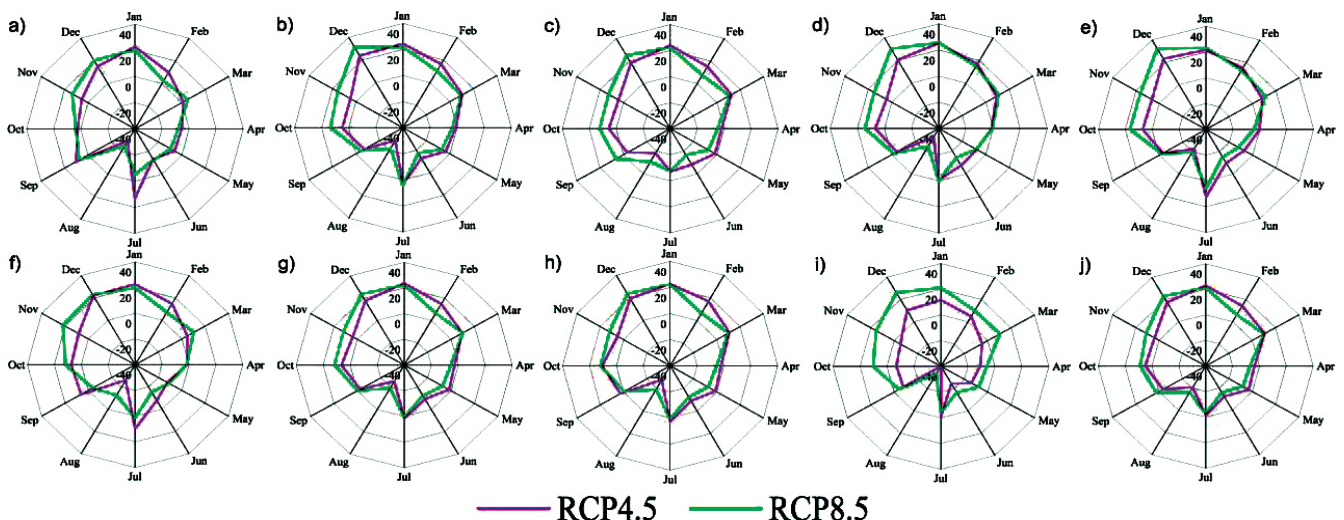 a)
Jan
Feb
Mar
Apr
May
Jun
Jul
Aug
Sep
Oct
Nov
Dec
40
20
0
-20
-40
b)
Jan
Feb
Mar
Apr
May
Jun
Jul
Aug
Sep
Oct
Nov
Dec
40
20
0
-20
-40
c)
Jan
Feb
Mar
Apr
May
Jun
Jul
Aug
Sep
Oct
Nov
Dec
40
20
0
-20
-40
d)
Jan
Feb
Mar
Apr
May
Jun
Jul
Aug
Sep
Oct
Nov
Dec
40
20
0
-20
-40
e)
Jan
Feb
Mar
Apr
May
Jun
Jul
Aug
Sep
Oct
Nov
Dec
40
20
0
-20
-40
f)
Jan
Feb
Mar
Apr
May
Jun
Jul
Aug
Sep
Oct
Nov
Dec
40
20
0
-20
-40
g)
Jan
Feb
Mar
Apr
May
Jun
Jul
Aug
Sep
Oct
Nov
Dec
40
20
0
-20
-40
h)
Jan
Feb
Mar
Apr
May
Jun
Jul
Aug
Sep
Oct
Nov
Dec
40
20
0
-20
-40
i)
Jan
Feb
Mar
Apr
May
Jun
Jul
Aug
Sep
Oct
Nov
Dec
40
20
0
-20
j)
Jan
Feb
Mar
Apr
May
Jun
Jul
Aug
Sep
Oct
Nov
Dec
40
20
0
-20
-40
RCP4.5
RCP8.5